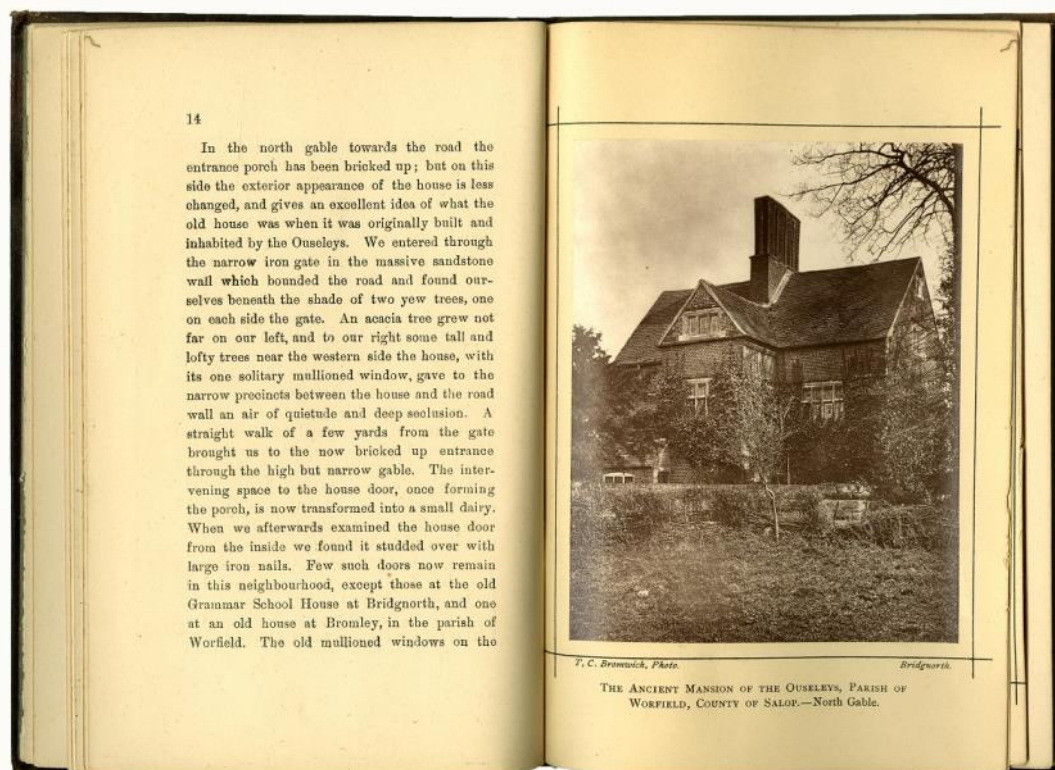 14
In the north gable towards the road the
entrance porch has been bricked up; but on this
side the exterior appearance of the house is less
changed, and gives an excellent idea of what the
old house was when it was originally built and
inhabited by the Ouseleys. We entered through
the narrow iron gate in the massive sandstone
wall which bounded the road and found our-
selves beneath the shade of two yew trees, one
on each side the gate. An acacia tree grew not
far on our left, and to our right some tall and
lofty trees near the western side the house, with
its one solitary mullioned window, gave to the
narrow precincts between the house and the road
wall an air of quietude and deep seclusion. A
straight walk of a few yards from the gate
brought us to the now bricked up entrance
through the high but narrow gable. The inter-
vening space to the house door, once forming
the porch, is now transformed into a small dairy.
When we afterwards examined the house door
from the inside we found it studded over with
large iron nails. Few such doors now remain
in this neighbourhood, except those at the old
Grammar School House at Bridgnorth, and one
at an old house at Bromley, in the parish of
Worfield. The old mullioned windows on the
T. C. Bromwich, Photo. Bridgnorth.
THE ANCIENT MANSION OF THE OUSELEYS, PARISH OF
WORFIELD, COUNTY OF SALOP.—North Gable.